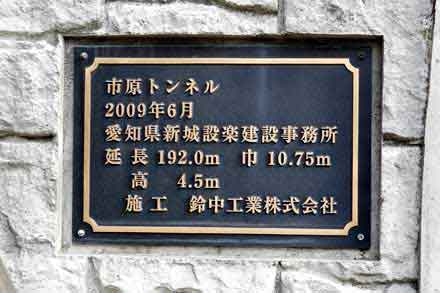 市原トンネル
2009年6月
愛知県新城設楽建設事務所
延長 192.0m 巾 10.75m
高 4.5m
施工 鈴中工業株式会社